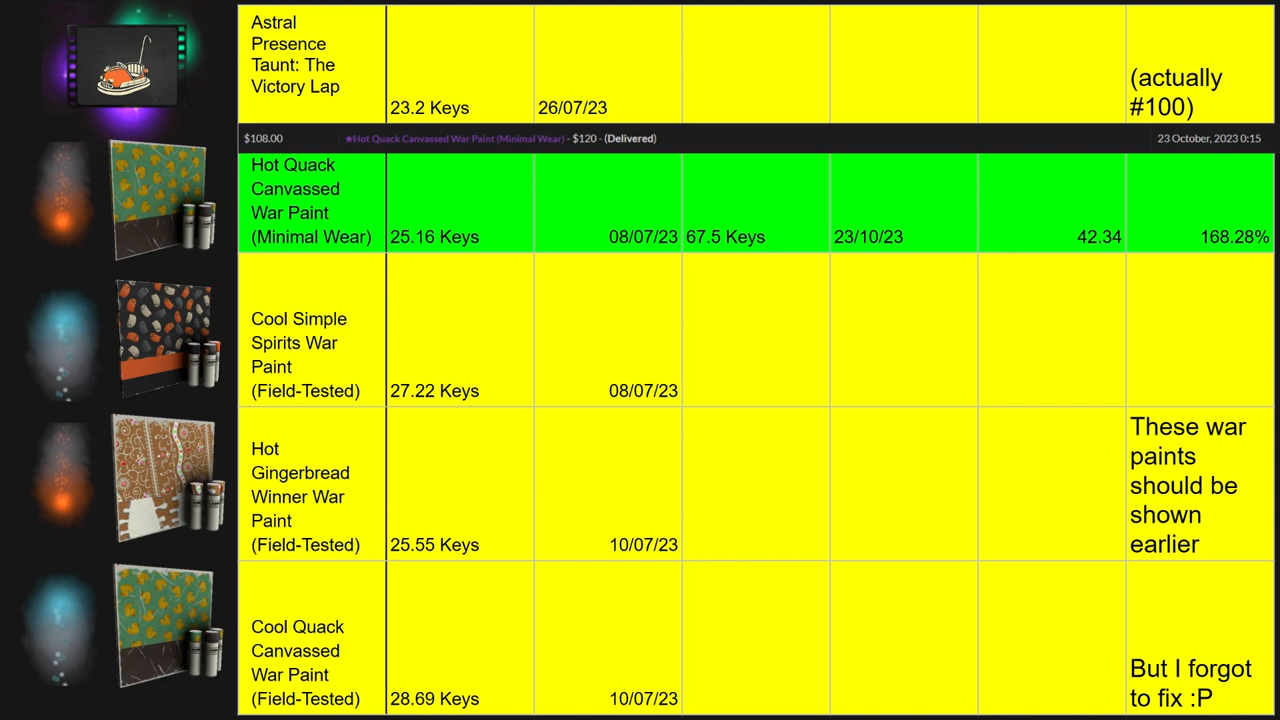 Astral
Presence
Taunt: The
Victory Lap
23.2 Keys
26/07/23
(actually
#100)
$108.00
★Hot Quack Canvassed War Paint (Minimal Wear) - $120 - (Delivered)
23 October, 2023 0:15
Hot Quack
Canvassed
War Paint
(Minimal Wear)
25.16 Keys
08/07/23
67.5 Keys
23/10/23
42.34
168.28%
Cool Simple
Spirits War
Paint
(Field-Tested)
27.22 Keys
08/07/23
Hot
Gingerbread
Winner War
Paint
(Field-Tested)
25.55 Keys
10/07/23
These war
paints
should be
shown
earlier
Cool Quack
Canvassed
War Paint
(Field-Tested)
28.69 Keys
10/07/23
But I forgot
to fix :P